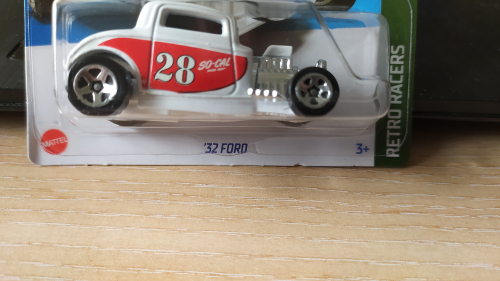 28
SO-CAL
RETRO RACERS
MATTEL
'32 FORD
3+